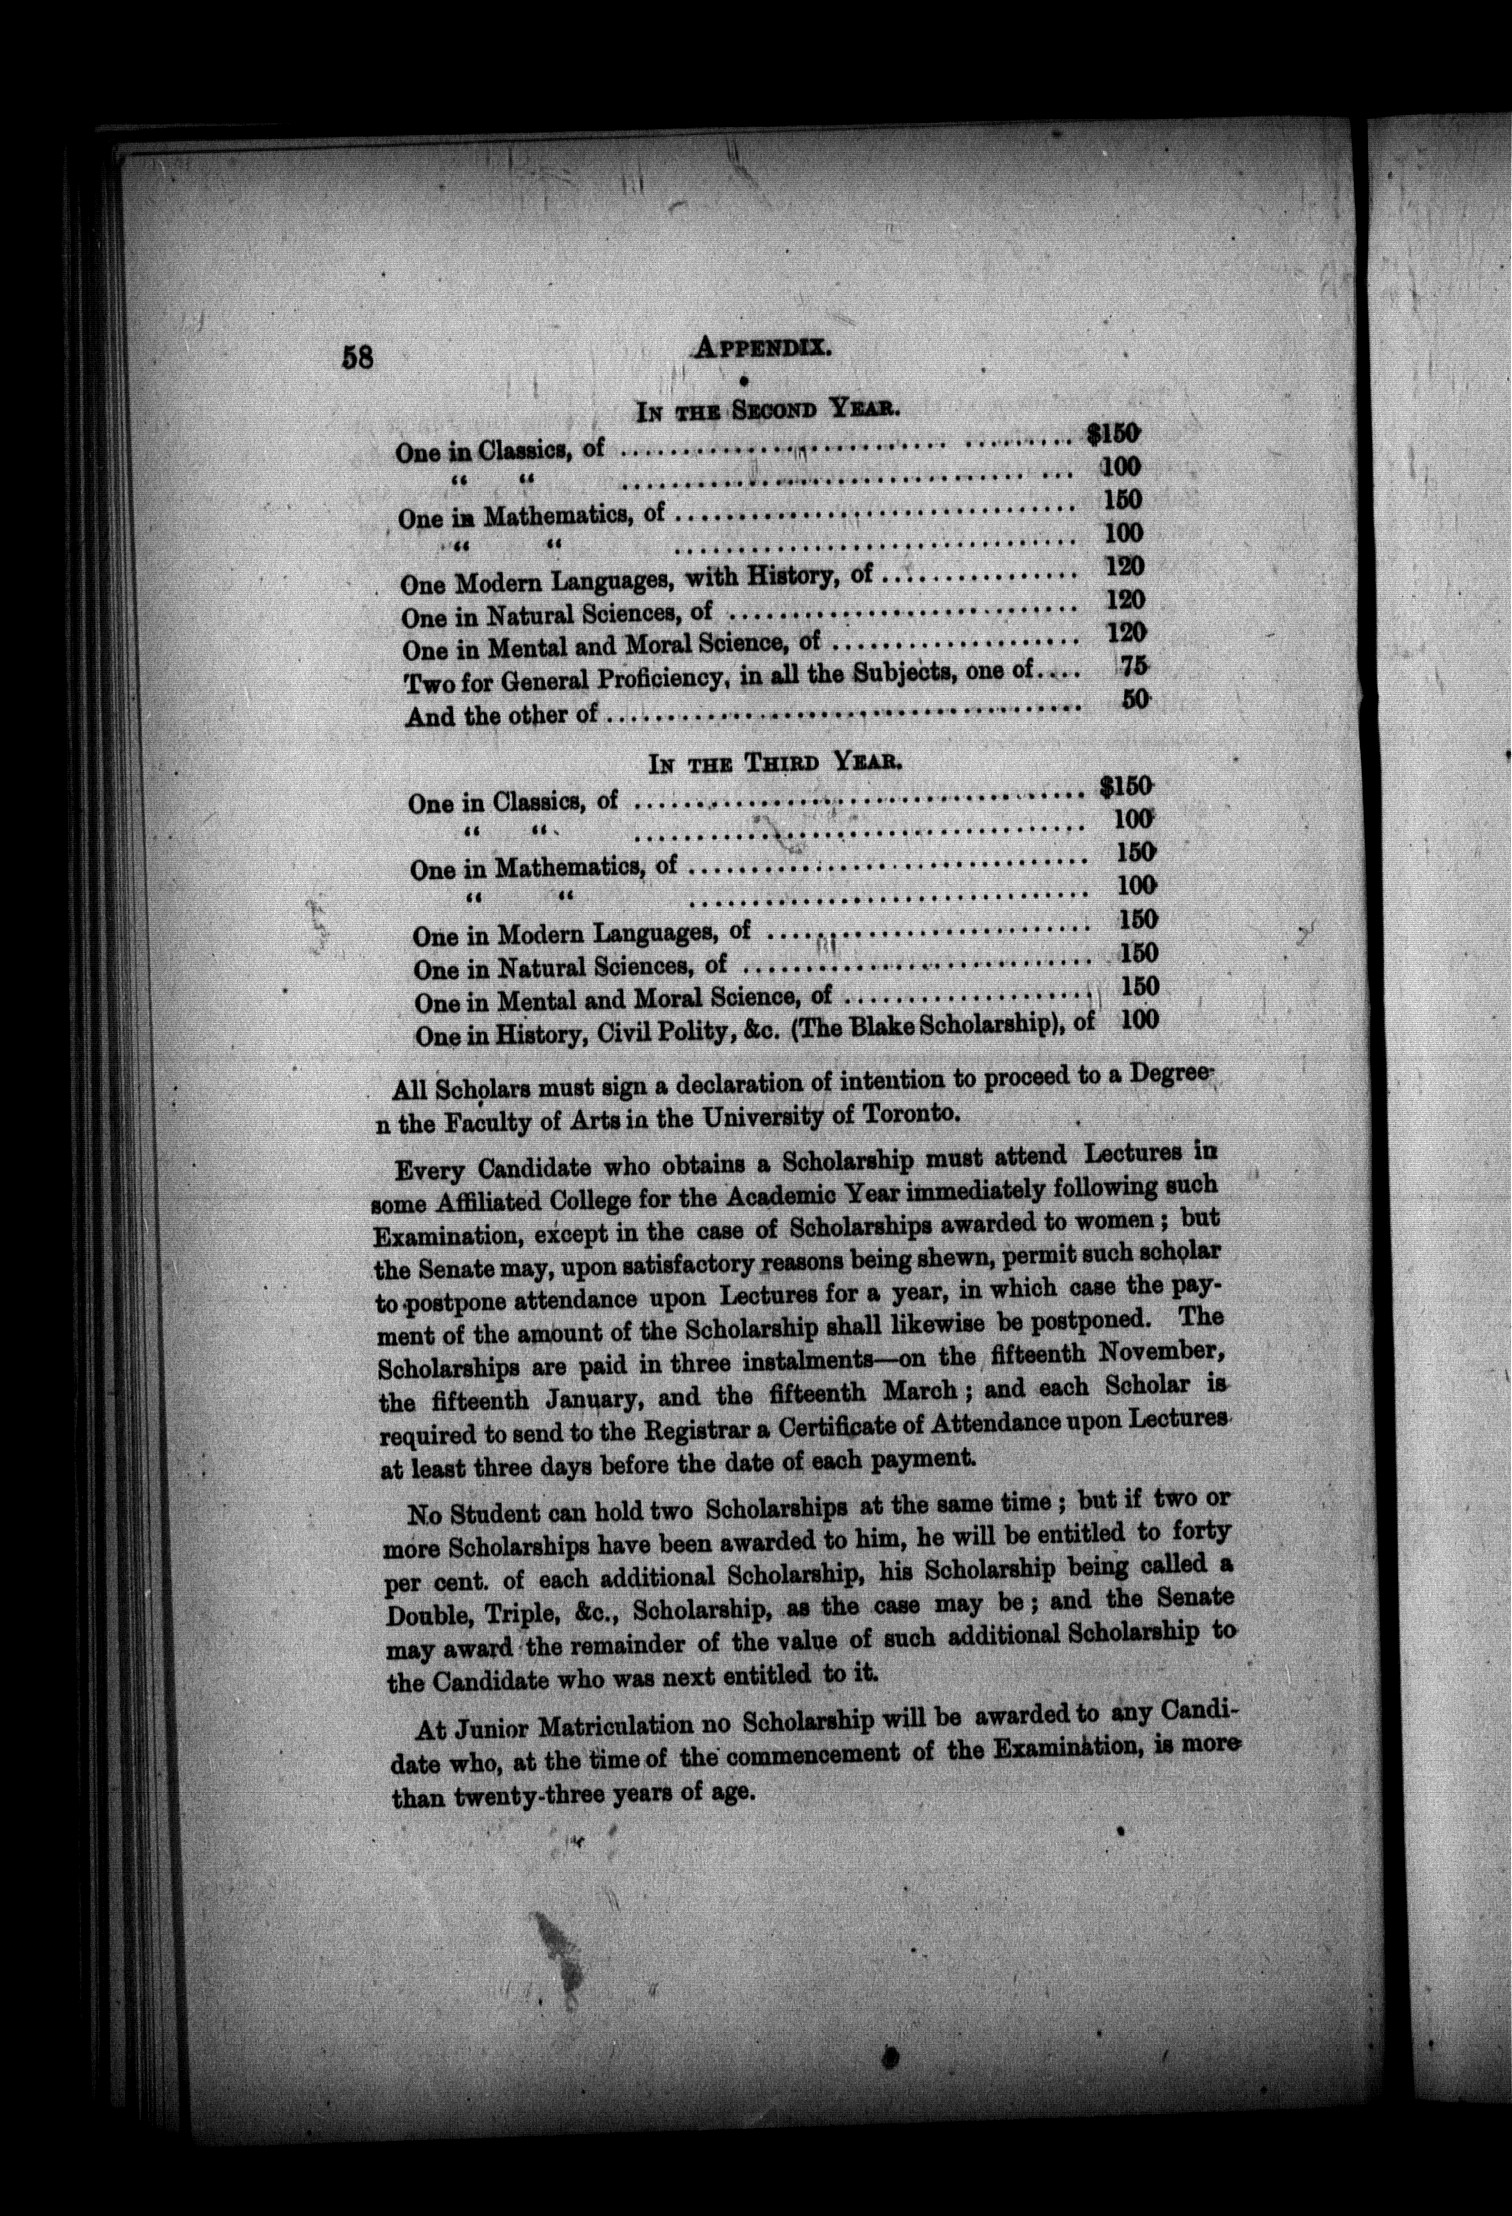 58
APPENDIX.
IN THE SECOND YEAR.
One in Classics, of ................................ $150
“ “ ................................ 100
One in Mathematics, of ................................ 150
“ “ ................................ 100
One Modern Languages, with History, of ................ 120
One in Natural Sciences, of ............................ 120
One in Mental and Moral Science, of .................... 120
Two for General Proficiency, in all the Subjects, one of.... 75
And the other of ...................................... 50
IN THE THIRD YEAR.
One in Classics, of .................................... $150
“ “ .................................... 100
One in Mathematics, of ................................ 150
“ “ ................................ 100
One in Modern Languages, of .......................... 150
One in Natural Sciences, of ............................ 150
One in Mental and Moral Science, of .................... 150
One in History, Civil Polity, &c. (The Blake Scholarship), of 100
All Scholars must sign a declaration of intention to proceed to a Degree
n the Faculty of Arts in the University of Toronto.
Every Candidate who obtains a Scholarship must attend Lectures in
some Affiliated College for the Academic Year immediately following such
Examination, except in the case of Scholarships awarded to women; but
the Senate may, upon satisfactory reasons being shewn, permit such scholar
to postpone attendance upon Lectures for a year, in which case the pay-
ment of the amount of the Scholarship shall likewise be postponed. The
Scholarships are paid in three instalments—on the fifteenth November,
the fifteenth January, and the fifteenth March; and each Scholar is
required to send to the Registrar a Certificate of Attendance upon Lectures
at least three days before the date of each payment.
No Student can hold two Scholarships at the same time; but if two or
more Scholarships have been awarded to him, he will be entitled to forty
per cent. of each additional Scholarship, his Scholarship being called a
Double, Triple, &c., Scholarship, as the case may be; and the Senate
may award the remainder of the value of such additional Scholarship to
the Candidate who was next entitled to it.
At Junior Matriculation no Scholarship will be awarded to any Candi-
date who, at the time of the commencement of the Examination, is more
than twenty-three years of age.